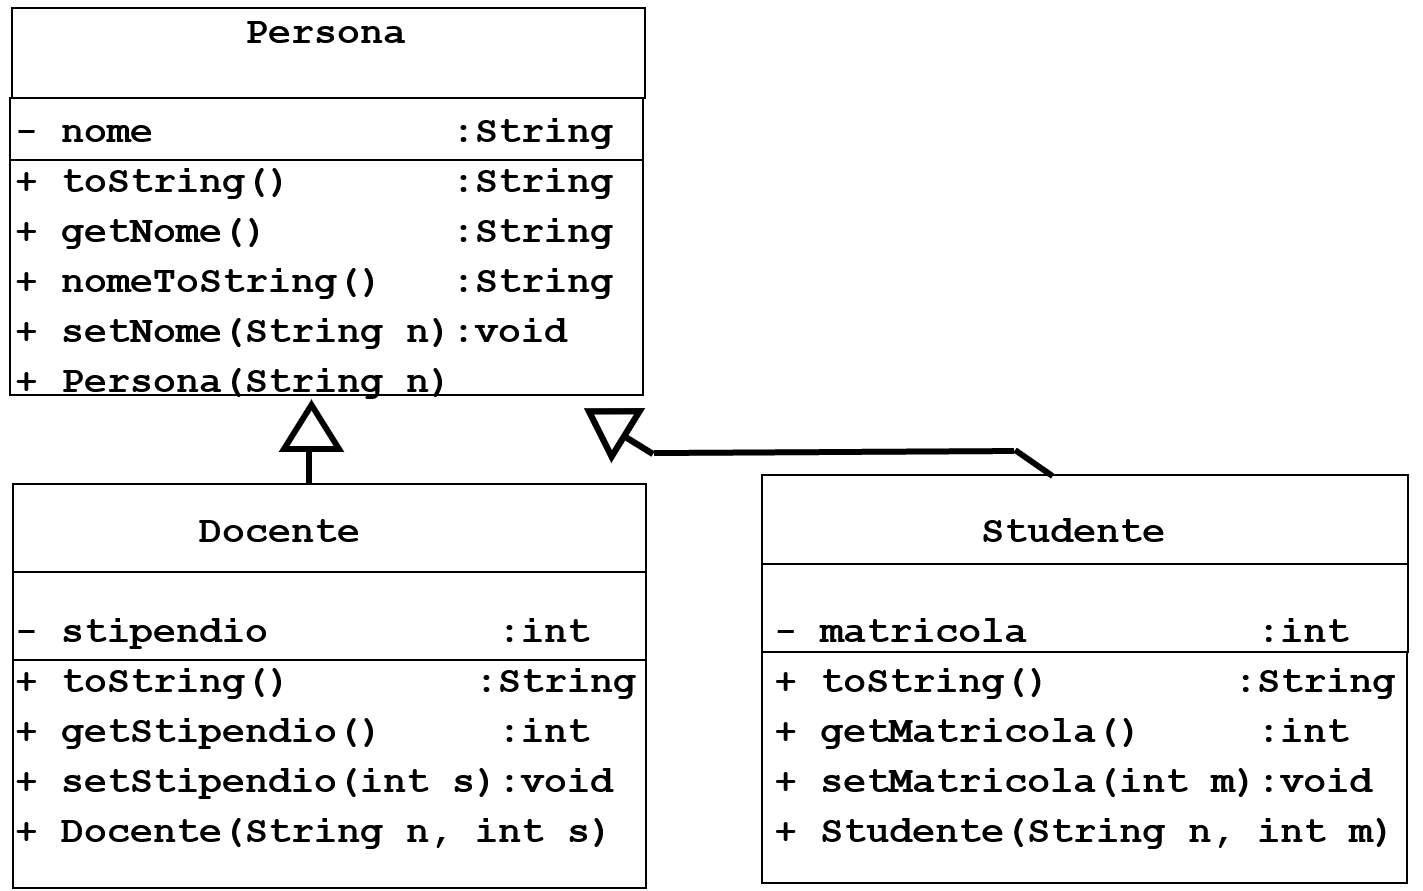 Persona
- nome :String
+ toString() :String
+ getNome() :String
+ nomeToString() :String
+ setNome(String n):void
+ Persona(String n)
Docente
- stipendio :int
+ toString() :String
+ getStipendio() :int
+ setStipendio(int s):void
+ Docente(String n, int s)
Studente
- matricola :int
+ toString() :String
+ getMatricola() :int
+ setMatricola(int m):void
+ Studente(String n, int m)